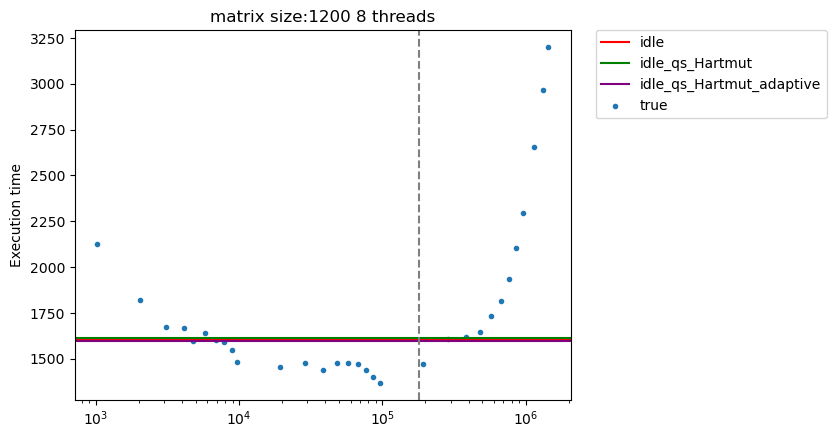 matrix size:1200 8 threads
idle
idle_qs_Hartmut
idle_qs_Hartmut_adaptive
true
Execution time
3250
3000
2750
2500
2250
2000
1750
1500
10³
10⁴
10⁵
10⁶